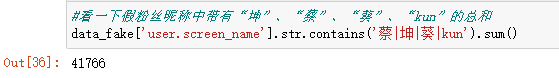 #看一下假粉丝昵称中带有“坤”、“蔡”、“葵”、“kun”的总和
data_fake['user.screen_name'].str.contains('蔡|坤|葵|kun').sum()
Out[36]: 41766